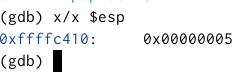 (gdb) x/x $esp
0xffffc410:     0x00000005
(gdb)